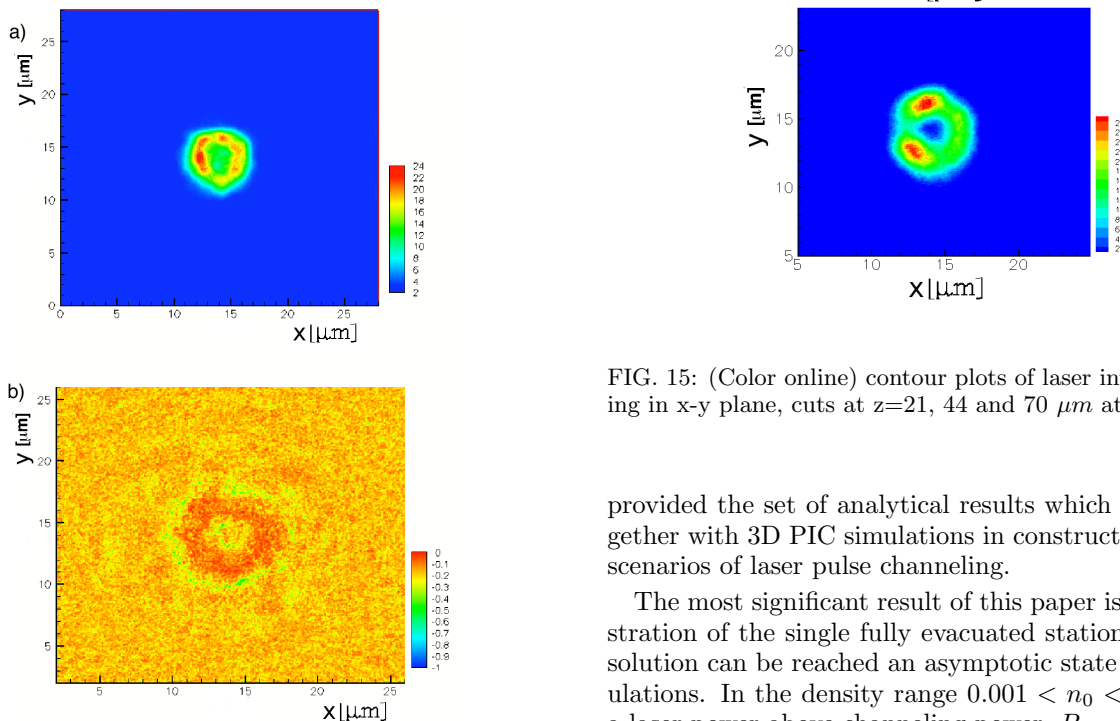 a)
y [μm]
25
20
15
10
5
0
0 5 10 15 20 25
x[μm]
24
22
20
18
16
14
12
10
8
6
4
2
b)
y [μm]
25
20
15
10
5
5 10 15 20 25
x[μm]
0
-0.1
-0.2
-0.3
-0.4
-0.5
-0.6
-0.7
-0.8
-0.9
-1
y [μm]
20
15
10
5
5 10 15 20
x[μm]
8
6
4
2
FIG. 15: (Color online) contour plots of laser in
ing in x-y plane, cuts at z=21, 44 and 70 μm at
provided the set of analytical results which
gether with 3D PIC simulations in construct
scenarios of laser pulse channeling.
The most significant result of this paper is
stration of the single fully evacuated station
solution can be reached an asymptotic state
ulations. In the density range 0.001 < n₀ <